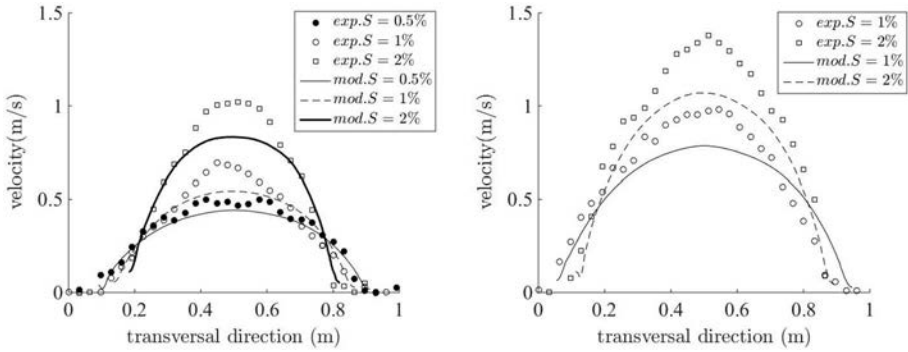 1.5
1
0.5
0
velocity(m/s)
0 0.2 0.4 0.6 0.8 1
transversal direction (m)
exp.S = 0.5%
exp.S = 1%
exp.S = 2%
mod.S = 0.5%
mod.S = 1%
mod.S = 2%
1.5
1
0.5
0
velocity (m/s)
0 0.2 0.4 0.6 0.8 1
transversal direction (m)
exp.S = 1%
exp.S = 2%
mod.S = 1%
mod.S = 2%